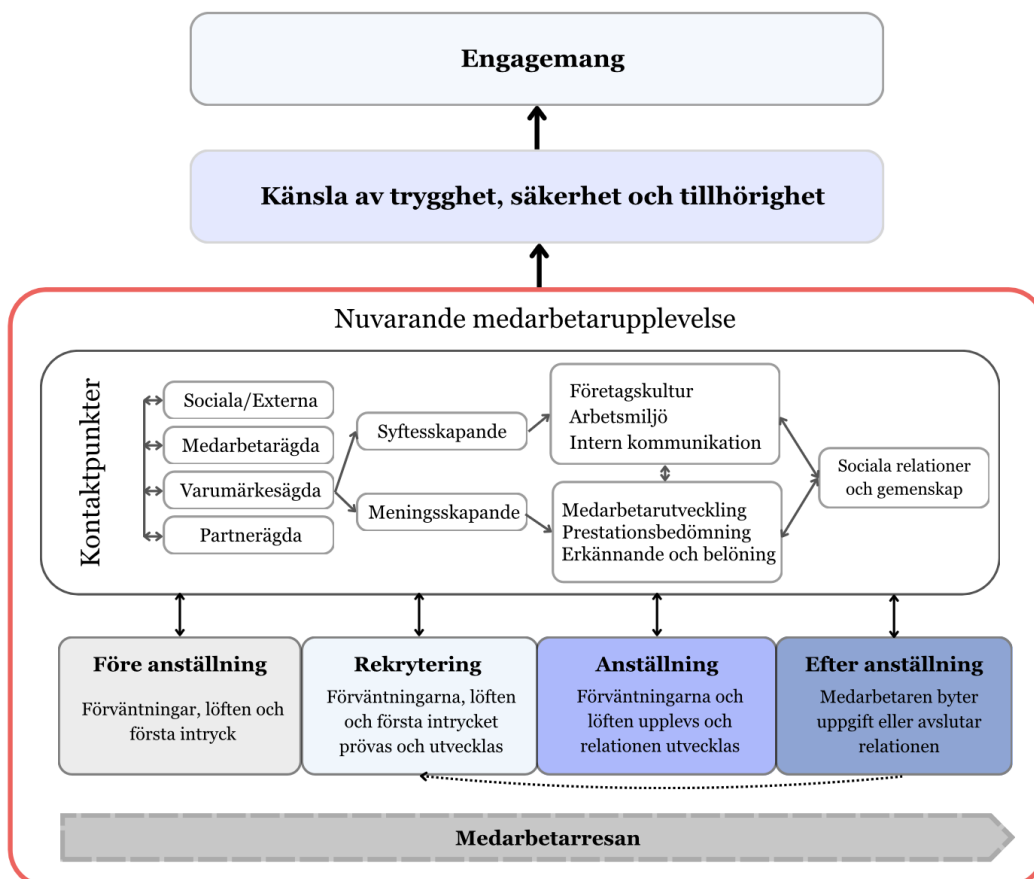 Engagemang
Känsla av trygghet, säkerhet och tillhörighet
Nuvarande medarbetarupplevelse
Kontaktpunkter
Sociala/Externa
Medarbetarägda
Varumärkesägda
Partnerägda
Syftesskapande
Meningsskapande
Företagskultur
Arbetsmiljö
Intern kommunikation
Medarbetarutveckling
Prestationsbedömning
Erkännande och belöning
Sociala relationer
och gemenskap
Före anställning
Förväntningar, löften och
första intryck
Rekrytering
Förväntningarna, löften
och första intrycket
prövas och utvecklas
Anställning
Förväntningarna och
löften upplevs och
relationen utvecklas
Efter anställning
Medarbetaren byter
uppgift eller avslutar
relationen
Medarbetarresan